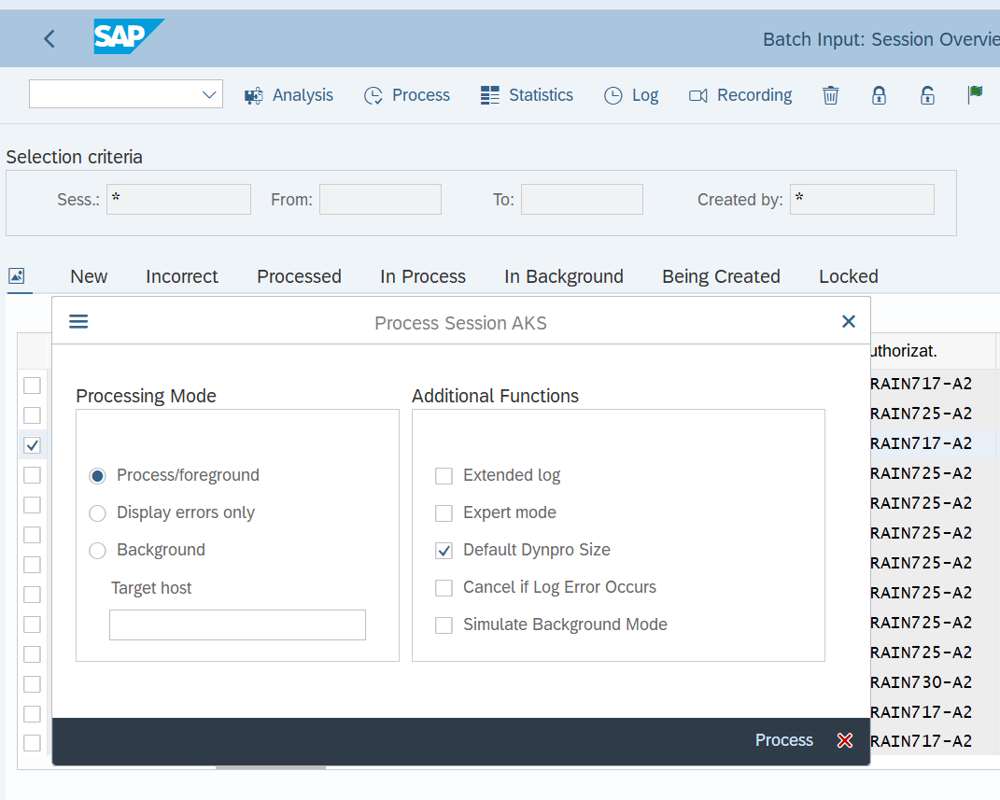 SAP
Batch Input: Session Overvie
Analysis Process Statistics Log Recording
Selection criteria
Sess.: * From: To: Created by: *
New Incorrect Processed In Process In Background Being Created Locked
Process Session AKS
uthorizat.
Processing Mode Additional Functions
RAIN717-A2
RAIN725-A2
RAIN717-A2
Process/foreground Extended log
RAIN725-A2
Display errors only Expert mode
RAIN725-A2
RAIN725-A2
Background Default Dynpro Size
RAIN725-A2
Target host Cancel if Log Error Occurs
RAIN725-A2
Simulate Background Mode
RAIN725-A2
RAIN725-A2
RAIN730-A2
RAIN717-A2
Process
RAIN717-A2